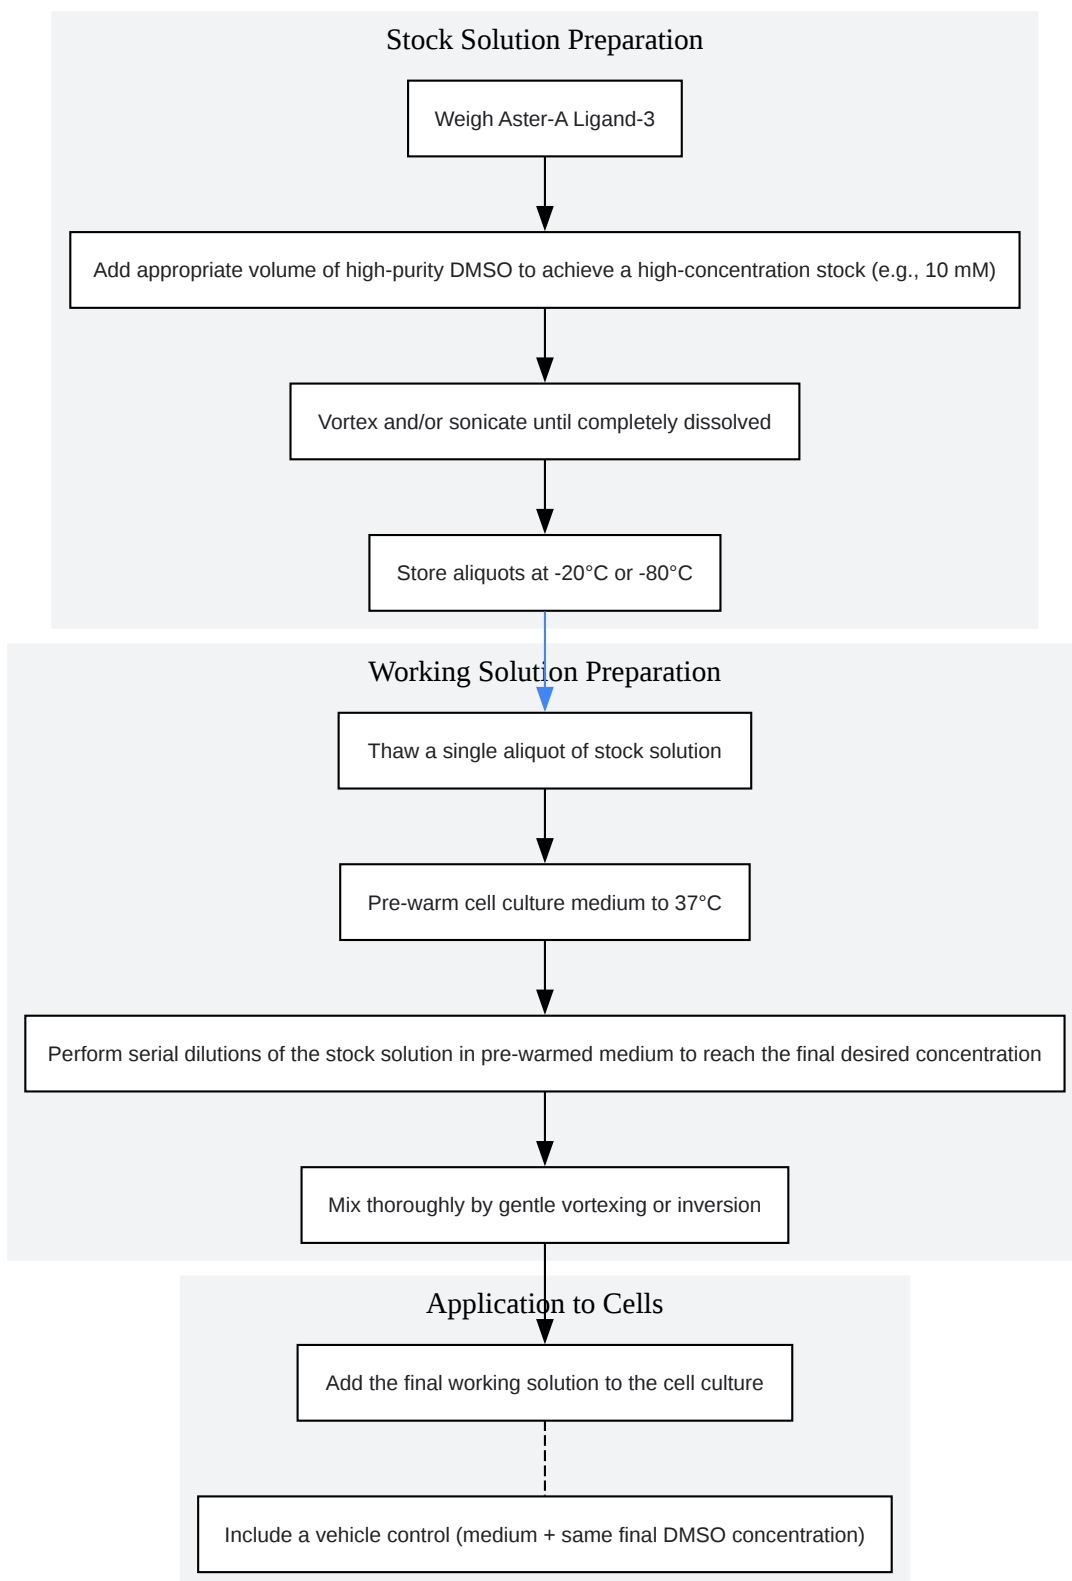 Stock Solution Preparation
Weigh Aster-A Ligand-3
Add appropriate volume of high-purity DMSO to achieve a high-concentration stock (e.g., 10 mM)
Vortex and/or sonicate until completely dissolved
Store aliquots at -20°C or -80°C
Working Solution Preparation
Thaw a single aliquot of stock solution
Pre-warm cell culture medium to 37°C
Perform serial dilutions of the stock solution in pre-warmed medium to reach the final desired concentration
Mix thoroughly by gentle vortexing or inversion
Application to Cells
Add the final working solution to the cell culture
Include a vehicle control (medium + same final DMSO concentration)